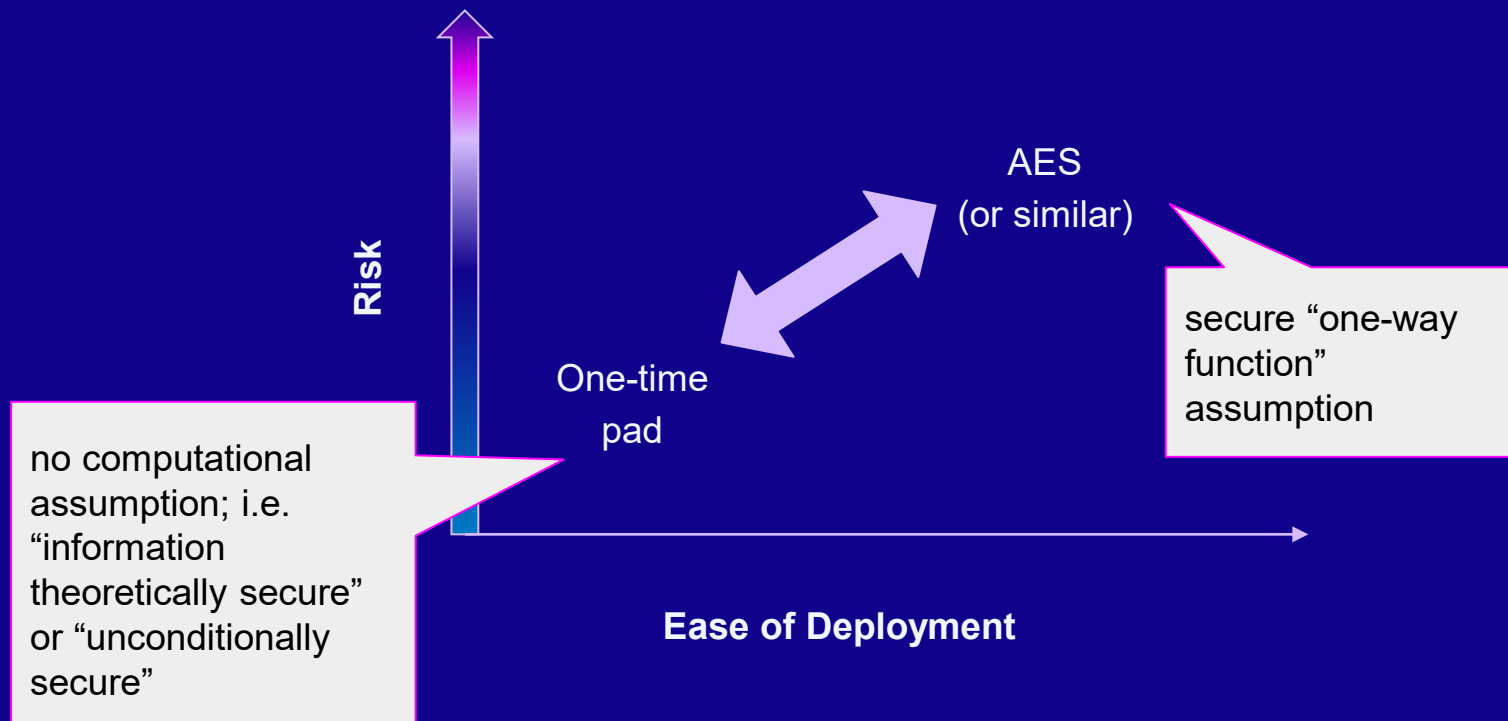 AES
(or similar)
Risk
secure “one-way
function”
assumption
One-time
pad
no computational
assumption; i.e.
“information
theoretically secure”
or “unconditionally
secure”
Ease of Deployment